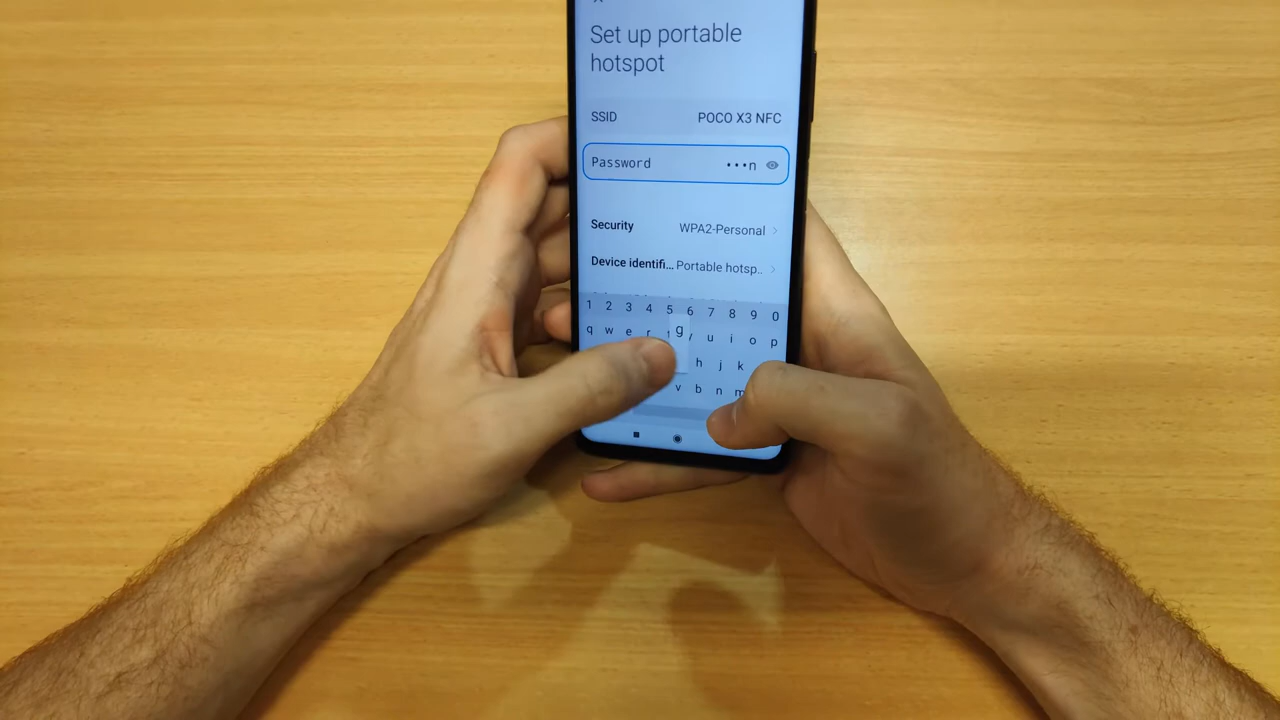 Set up portable
hotspot
SSID POCO X3 NFC
Password •••n
Security WPA2-Personal
Device identifi... Portable hotsp..
1 2 3 4 5 6 7 8 9 0
q w e r y u i o p
g h j k
v b n m